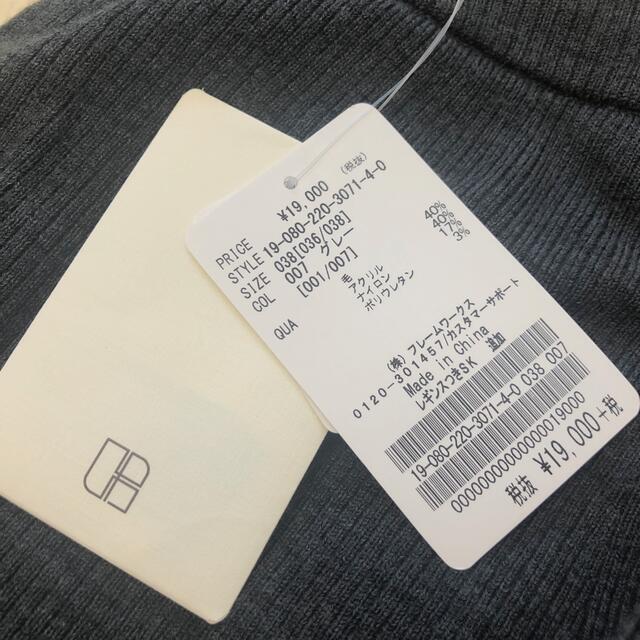 PRICE ¥19,000 (税抜)
STYLE 19-080-220-3071-4-0
SIZE 038[036/038]
COL 007 グレー
[001/007]
QUA 毛 40%
アクリル 40%
ナイロン 17%
ポリウレタン 3%
(株) フレームワークス
0120-301457/カスタマーサポート
Made in China
レギンスつきSK 追加
19-080-220-3071-4-0 038 007
00000000000000019000
税抜 ¥19,000+税